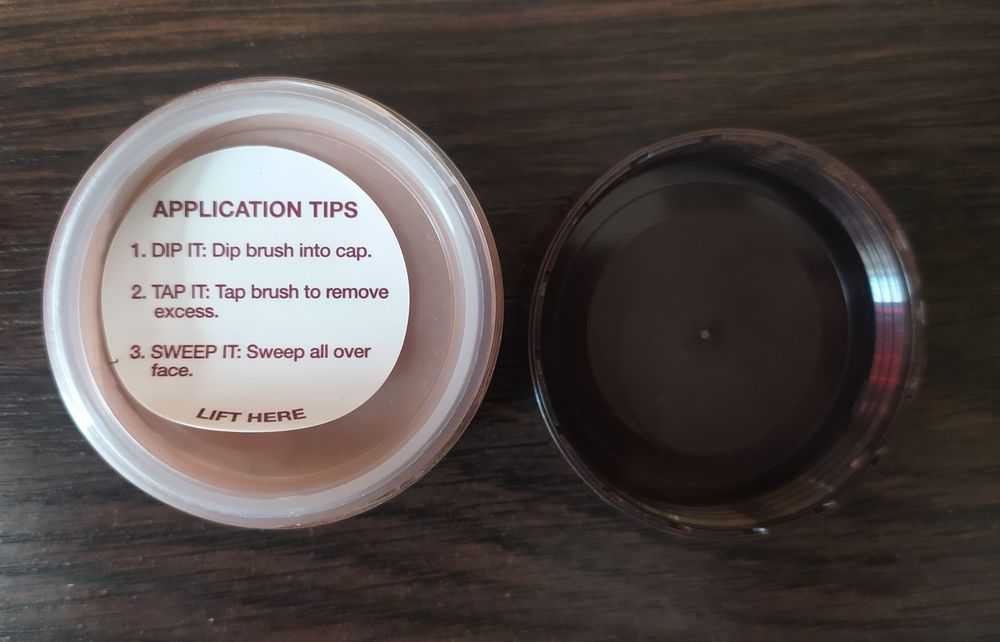 APPLICATION TIPS
1. DIP IT: Dip brush into cap.
2. TAP IT: Tap brush to remove
excess.
3. SWEEP IT: Sweep all over
face.
LIFT HERE